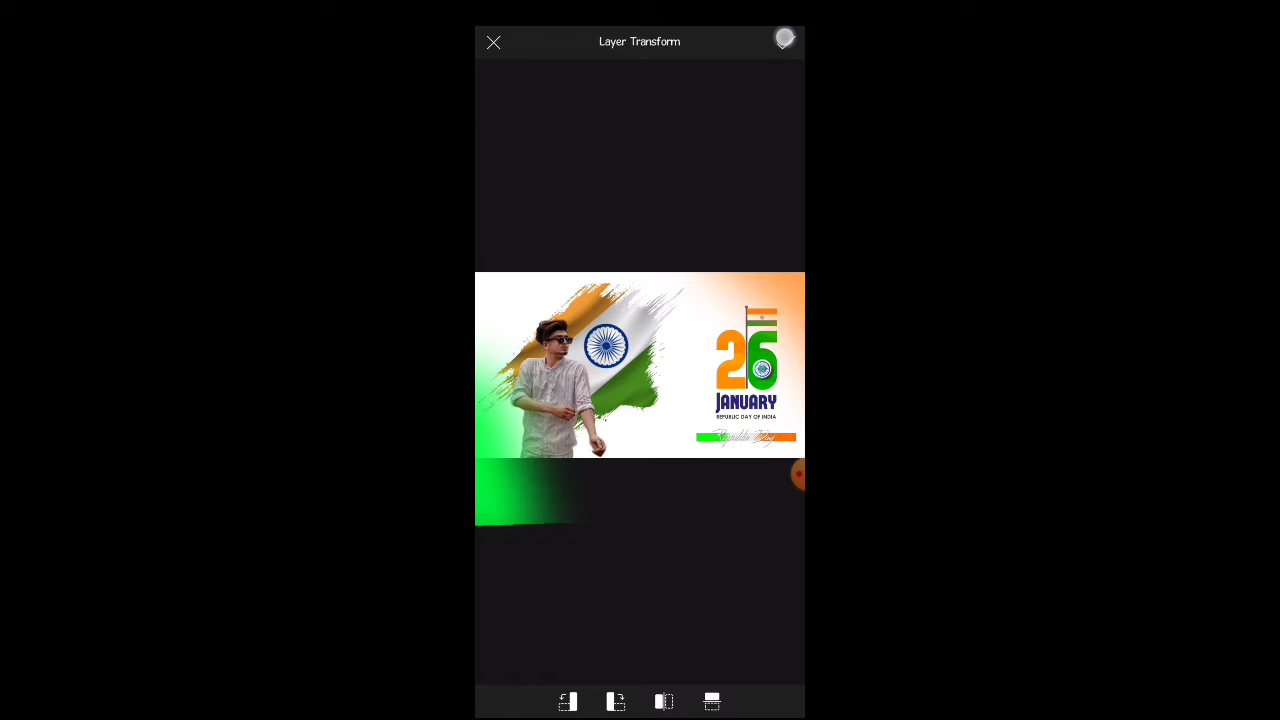 Layer Transform
26
JANUARY
REPUBLIC DAY OF INDIA
Republic Day